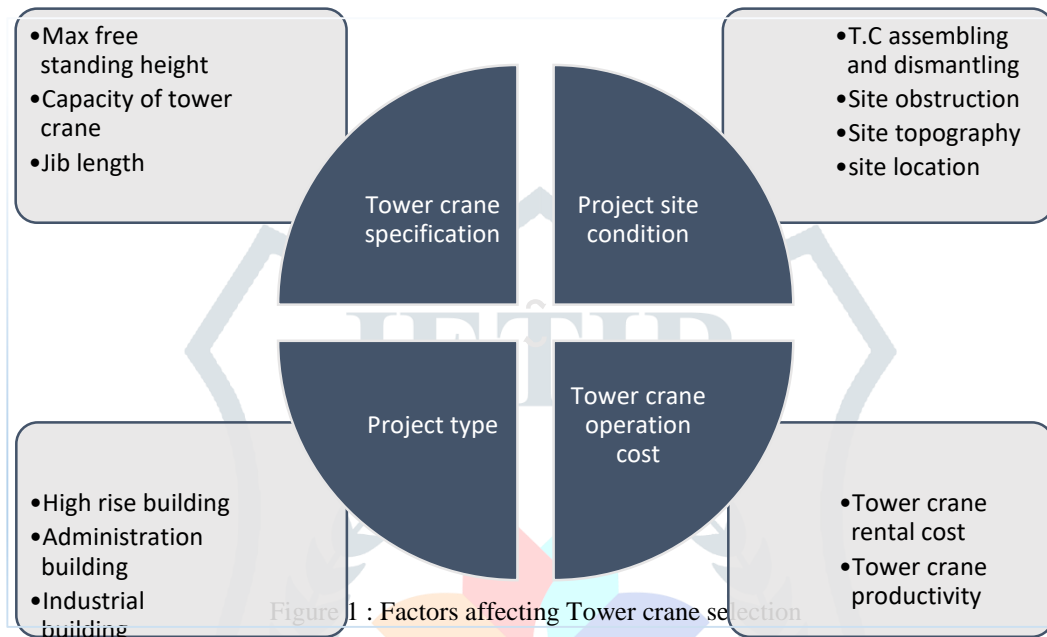 •Max free
standing height
•Capacity of tower
crane
•Jib length
•T.C assembling
and dismantling
•Site obstruction
•Site topography
•site location
Tower crane
specification
Project site
condition
JETIR
Project type
Tower crane
operation
cost
•High rise building
•Administration
building
•Industrial
building
•Tower crane
rental cost
•Tower crane
productivity
Figure 1 : Factors affecting Tower crane selection